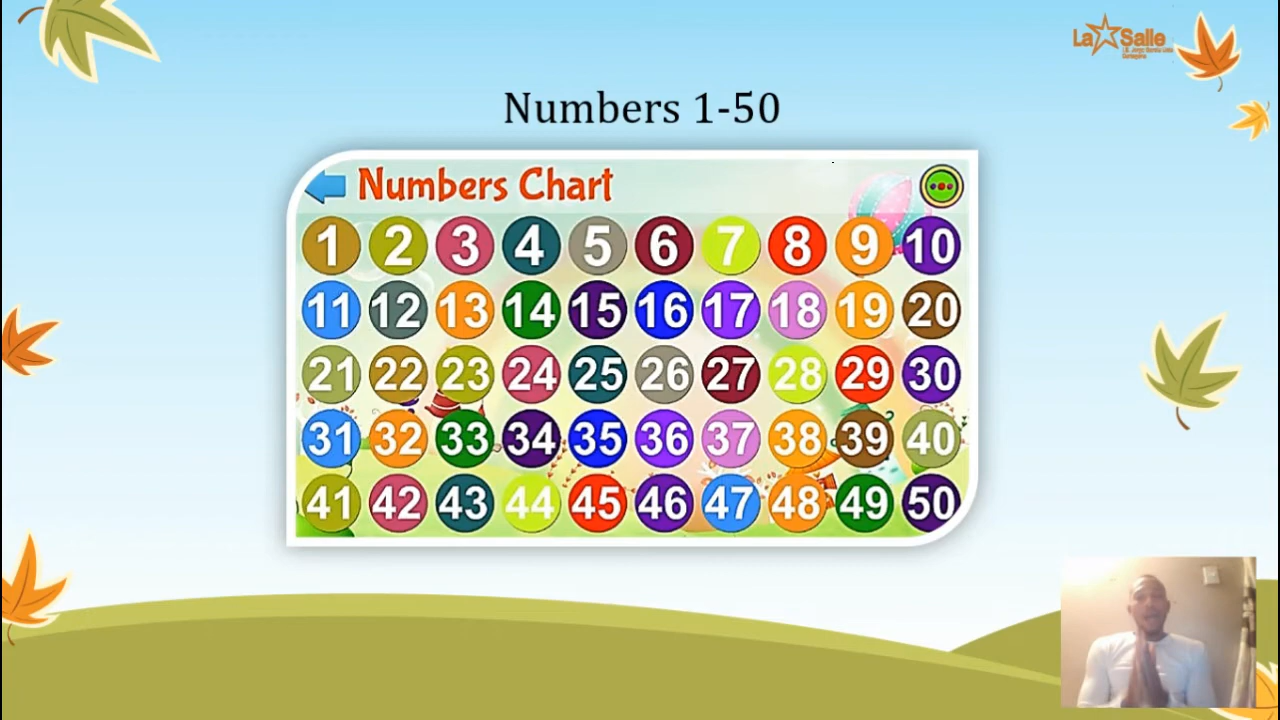 La Salle
Numbers 1-50
Numbers Chart
1 2 3 4 5 6 7 8 9 10
11 12 13 14 15 16 17 18 19 20
21 22 23 24 25 26 27 28 29 30
31 32 33 34 35 36 37 38 39 40
41 42 43 44 45 46 47 48 49 50